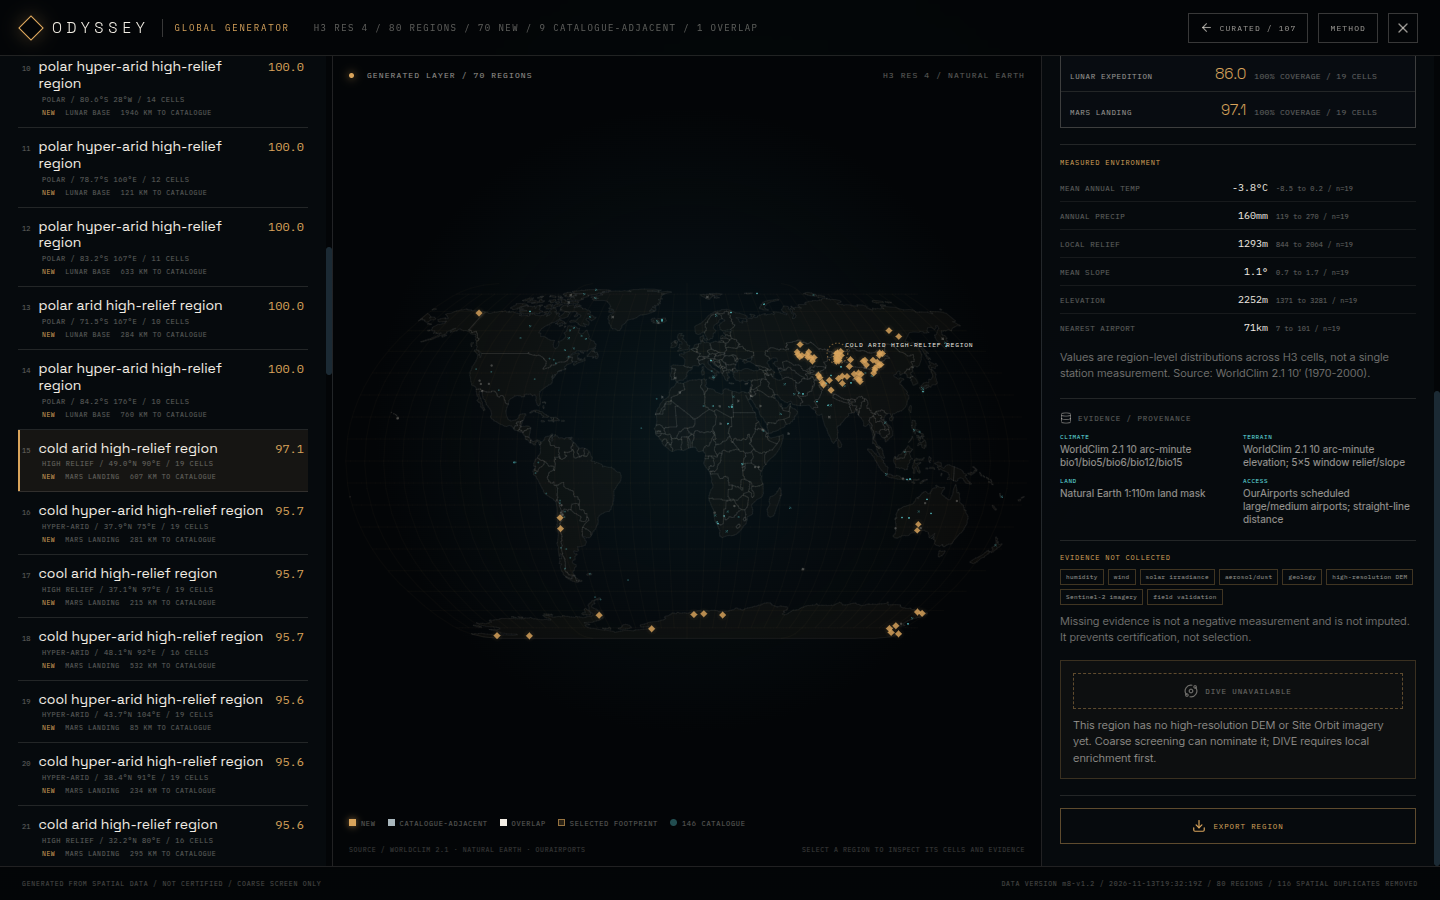 ODYSSEY
GLOBAL GENERATOR
H3 RES 4 / 80 REGIONS / 70 NEW / 9 CATALOGUE-ADJACENT / 1 OVERLAP
CURATED / 107
METHOD
10 polar hyper-arid high-relief region 100.0
POLAR / 80.6°S 28°W / 14 CELLS
NEW LUNAR BASE 1946 KM TO CATALOGUE
11 polar hyper-arid high-relief region 100.0
POLAR / 78.7°S 160°E / 12 CELLS
NEW LUNAR BASE 121 KM TO CATALOGUE
12 polar hyper-arid high-relief region 100.0
POLAR / 83.2°S 167°E / 11 CELLS
NEW LUNAR BASE 633 KM TO CATALOGUE
13 polar arid high-relief region 100.0
POLAR / 71.5°S 167°E / 10 CELLS
NEW LUNAR BASE 284 KM TO CATALOGUE
14 polar hyper-arid high-relief region 100.0
POLAR / 84.2°S 176°E / 10 CELLS
NEW LUNAR BASE 760 KM TO CATALOGUE
15 cold arid high-relief region 97.1
HIGH RELIEF / 49.0°N 90°E / 19 CELLS
NEW MARS LANDING 607 KM TO CATALOGUE
16 cold hyper-arid high-relief region 95.7
HYPER-ARID / 37.9°N 75°E / 19 CELLS
NEW MARS LANDING 281 KM TO CATALOGUE
17 cool arid high-relief region 95.7
HIGH RELIEF / 37.1°N 97°E / 19 CELLS
NEW MARS LANDING 215 KM TO CATALOGUE
18 cold hyper-arid high-relief region 95.7
HYPER-ARID / 48.1°N 92°E / 16 CELLS
NEW MARS LANDING 532 KM TO CATALOGUE
19 cool hyper-arid high-relief region 95.6
HYPER-ARID / 43.7°N 104°E / 19 CELLS
NEW MARS LANDING 85 KM TO CATALOGUE
20 cold hyper-arid high-relief region 95.6
HYPER-ARID / 38.4°N 91°E / 19 CELLS
NEW MARS LANDING 234 KM TO CATALOGUE
21 cold arid high-relief region 95.6
HIGH RELIEF / 32.2°N 80°E / 16 CELLS
NEW MARS LANDING 295 KM TO CATALOGUE
GENERATED LAYER / 70 REGIONS
H3 RES 4 / NATURAL EARTH
COLD ARID HIGH-RELIEF REGION
NEW CATALOGUE-ADJACENT OVERLAP SELECTED FOOTPRINT 146 CATALOGUE
SOURCE / WORLDCLIM 2.1 · NATURAL EARTH · OURAIRPORTS
SELECT A REGION TO INSPECT ITS CELLS AND EVIDENCE
LUNAR EXPEDITION 86.0 100% COVERAGE / 19 CELLS
MARS LANDING 97.1 100% COVERAGE / 19 CELLS
MEASURED ENVIRONMENT
MEAN ANNUAL TEMP -3.8°C -8.5 to 0.2 / n=19
ANNUAL PRECIP 160mm 119 to 270 / n=19
LOCAL RELIEF 1293m 844 to 2064 / n=19
MEAN SLOPE 1.1° 0.7 to 1.7 / n=19
ELEVATION 2252m 1371 to 3281 / n=19
NEAREST AIRPORT 71km 7 to 101 / n=19
Values are region-level distributions across H3 cells, not a single
station measurement. Source: WorldClim 2.1 10' (1970-2000).
EVIDENCE / PROVENANCE
CLIMATE
WorldClim 2.1 10 arc-minute
bio1/bio5/bio6/bio12/bio15
TERRAIN
WorldClim 2.1 10 arc-minute
elevation; 5×5 window relief/slope
LAND
Natural Earth 1:110m land mask
ACCESS
OurAirports scheduled
large/medium airports; straight-line
distance
EVIDENCE NOT COLLECTED
humidity wind solar irradiance aerosol/dust geology high-resolution DEM
Sentinel-2 imagery field validation
Missing evidence is not a negative measurement and is not imputed.
It prevents certification, not selection.
DIVE UNAVAILABLE
This region has no high-resolution DEM or Site Orbit imagery
yet. Coarse screening can nominate it; DIVE requires local
enrichment first.
EXPORT REGION
GENERATED FROM SPATIAL DATA / NOT CERTIFIED / COARSE SCREEN ONLY
DATA VERSION m8-v1.2 / 2026-11-13T19:32:19Z / 80 REGIONS / 116 SPATIAL DUPLICATES REMOVED